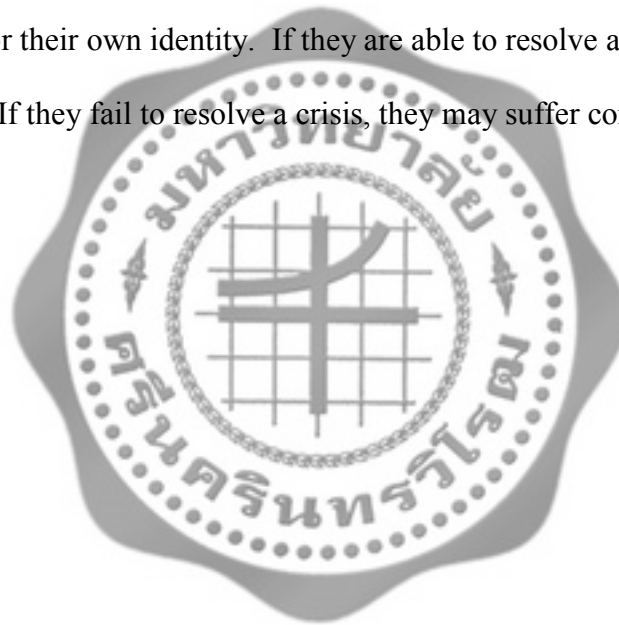 r their own identity. If they are able to resolve a
If they fail to resolve a crisis, they may suffer co
มหาวิทยาลัย
ศรีนครินทรวิโรฒ